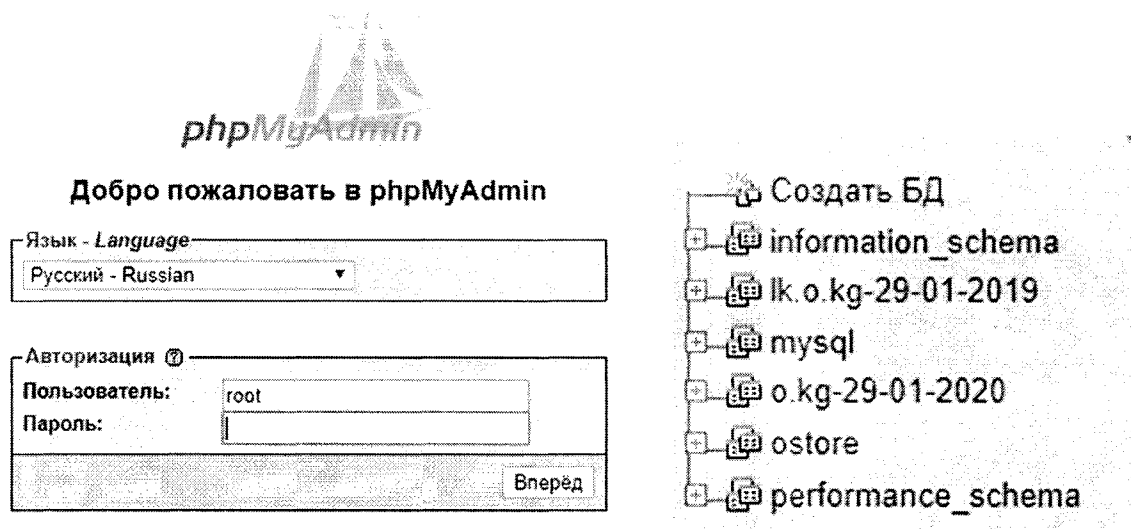 phpMyAdmin
Добро пожаловать в phpMyAdmin
Язык - Language
Русский - Russian
Авторизация
Пользователь: root
Пароль:
Вперёд
Создать БД
information_schema
lk.o.kg-29-01-2019
mysql
o.kg-29-01-2020
ostore
performance_schema